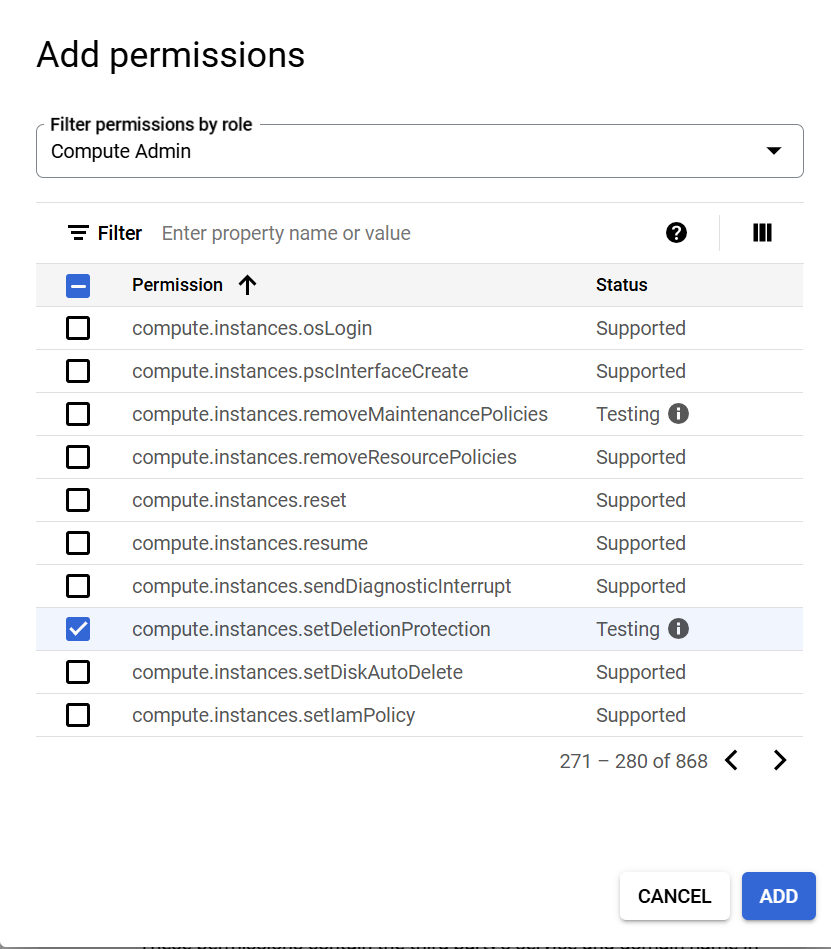 Add permissions
Filter permissions by role
Compute Admin
Filter Enter property name or value
Permission Status
compute.instances.osLogin Supported
compute.instances.pscInterfaceCreate Supported
compute.instances.removeMaintenancePolicies Testing
compute.instances.removeResourcePolicies Supported
compute.instances.reset Supported
compute.instances.resume Supported
compute.instances.sendDiagnosticInterrupt Supported
compute.instances.setDeletionProtection Testing
compute.instances.setDiskAutoDelete Supported
compute.instances.setIamPolicy Supported
271 – 280 of 868
CANCEL ADD